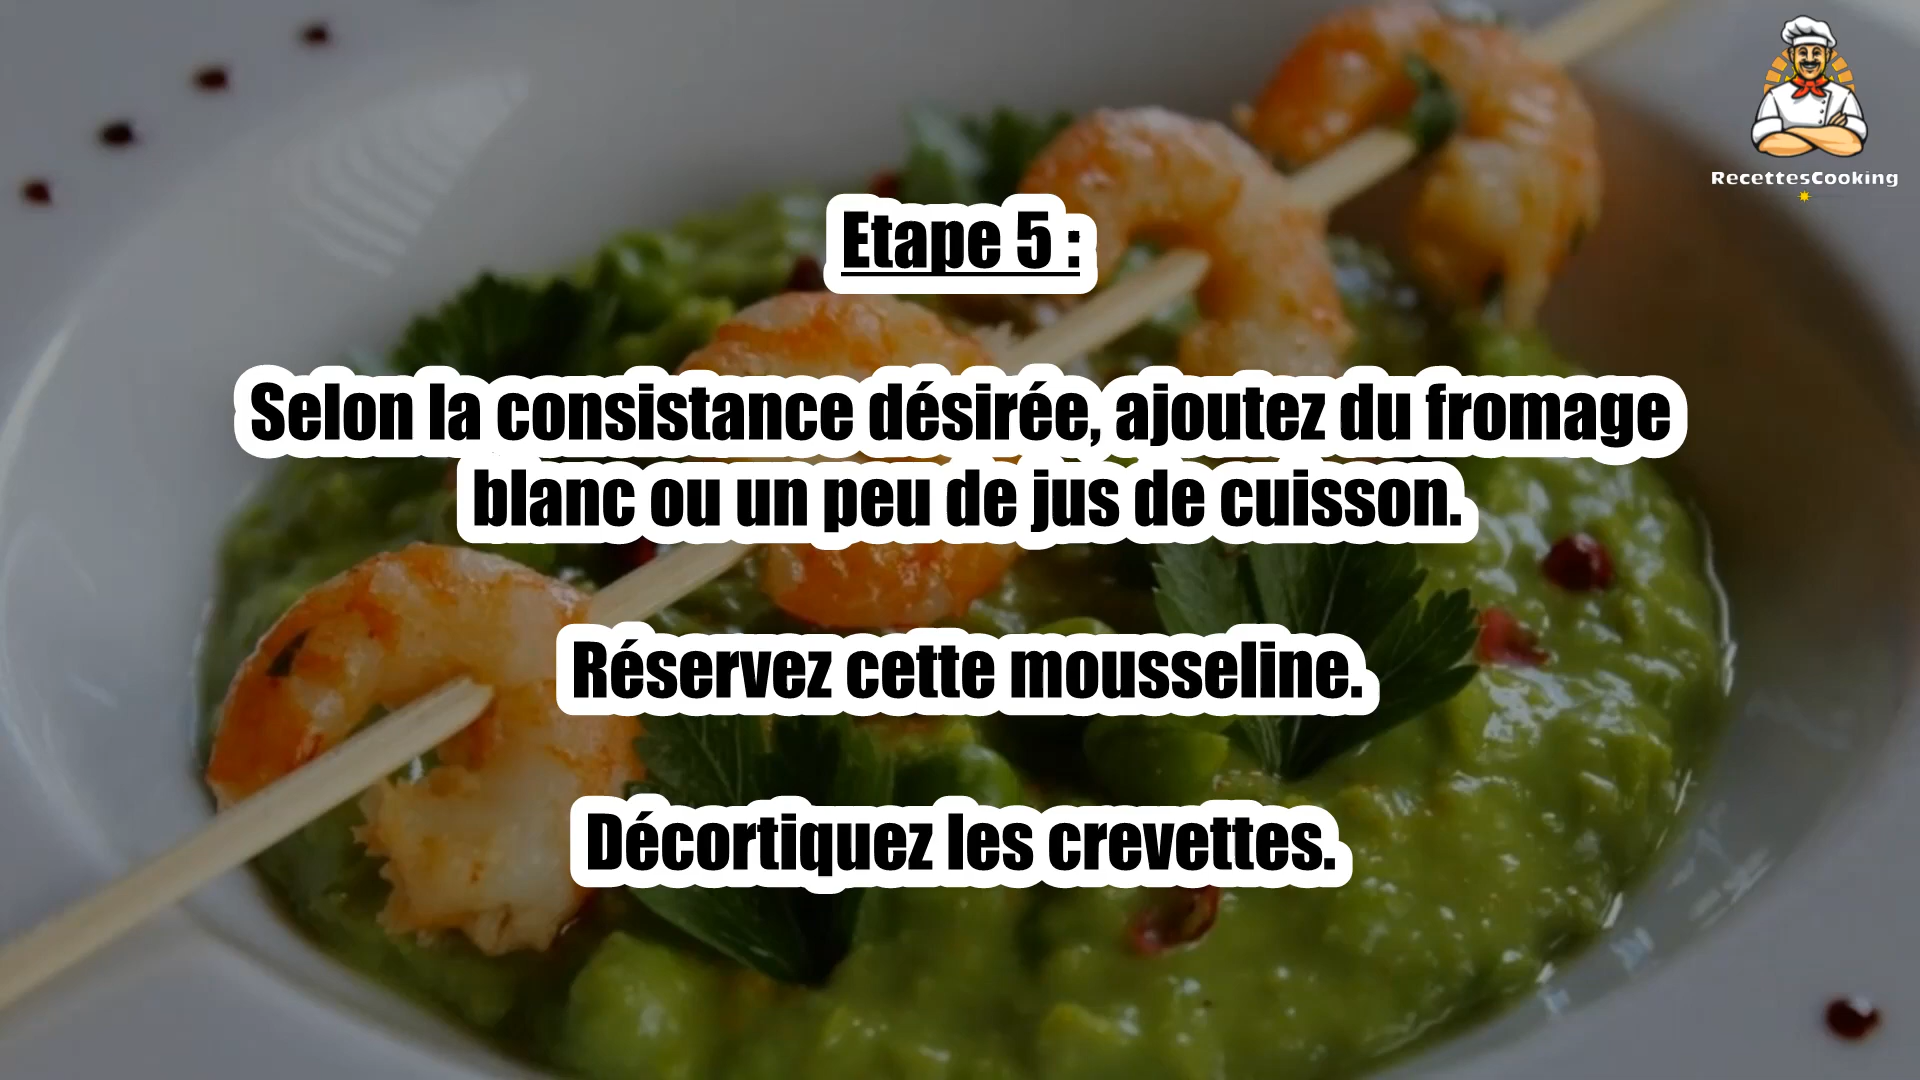 RecettesCooking
Etape 5 :
Selon la consistance désirée, ajoutez du fromage
blanc ou un peu de jus de cuisson.
Réservez cette mousseline.
Décortiquez les crevettes.